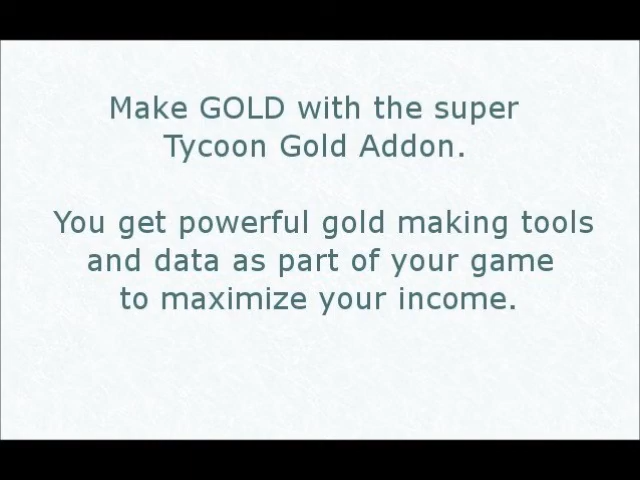 Make GOLD with the super
Tycoon Gold Addon.
You get powerful gold making tools
and data as part of your game
to maximize your income.